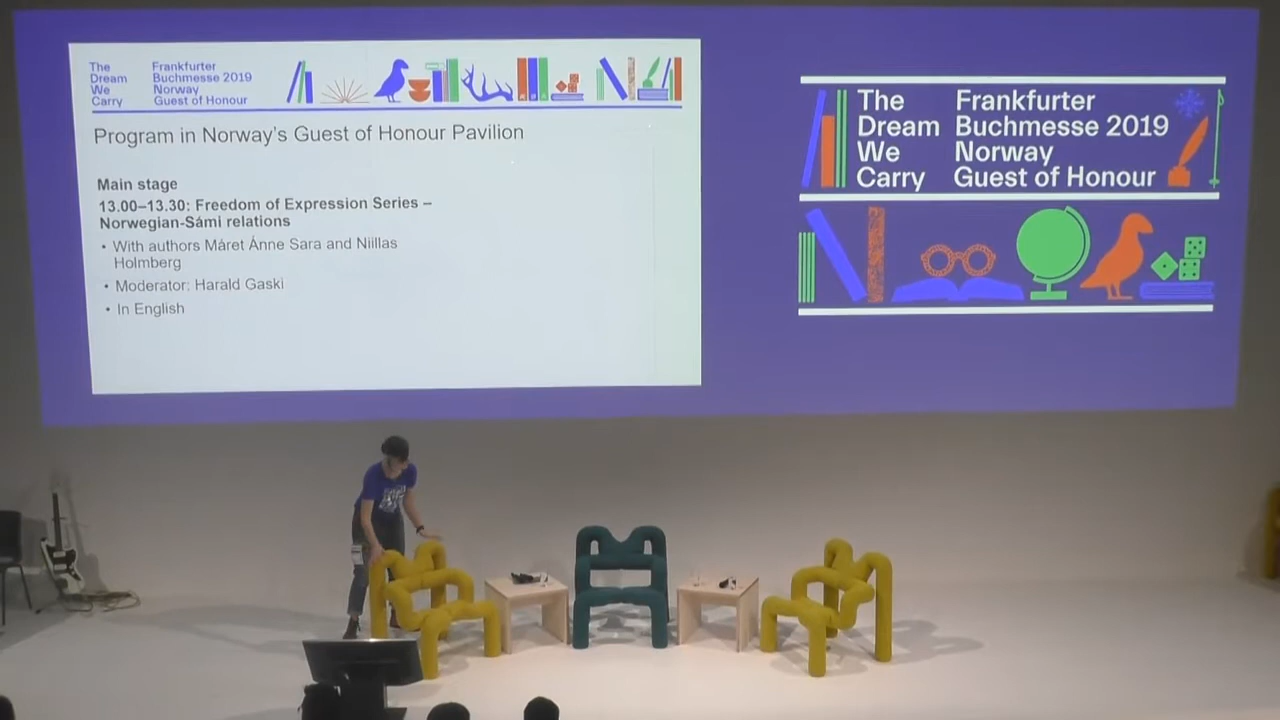 The
Dream
We
Carry
Frankfurter
Buchmesse 2019
Norway
Guest of Honour
Program in Norway's Guest of Honour Pavilion
Main stage
13.00–13.30: Freedom of Expression Series –
Norwegian-Sámi relations
• With authors Máret Ánne Sara and Niillas
Holmberg
• Moderator: Harald Gaski
• In English
The
Dream
We
Carry
Frankfurter
Buchmesse 2019
Norway
Guest of Honour